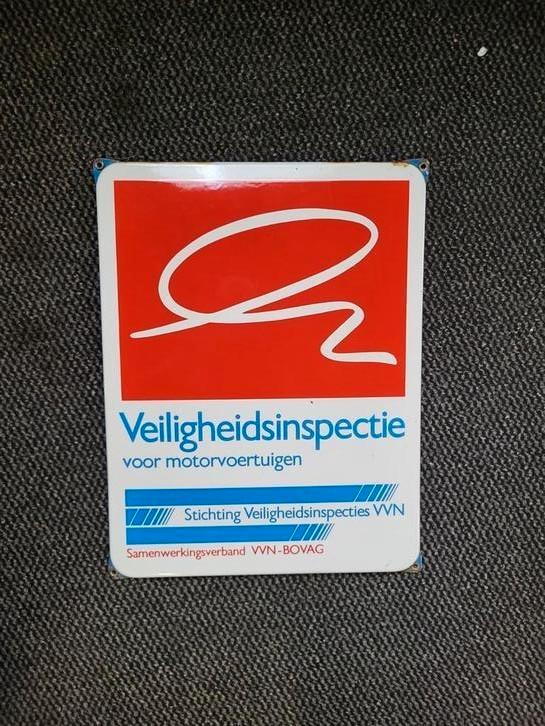 Veiligheidsinspectie
voor motorvoertuigen
Stichting Veiligheidsinspecties VVN
Samenwerkingsverband VVN-BOVAG